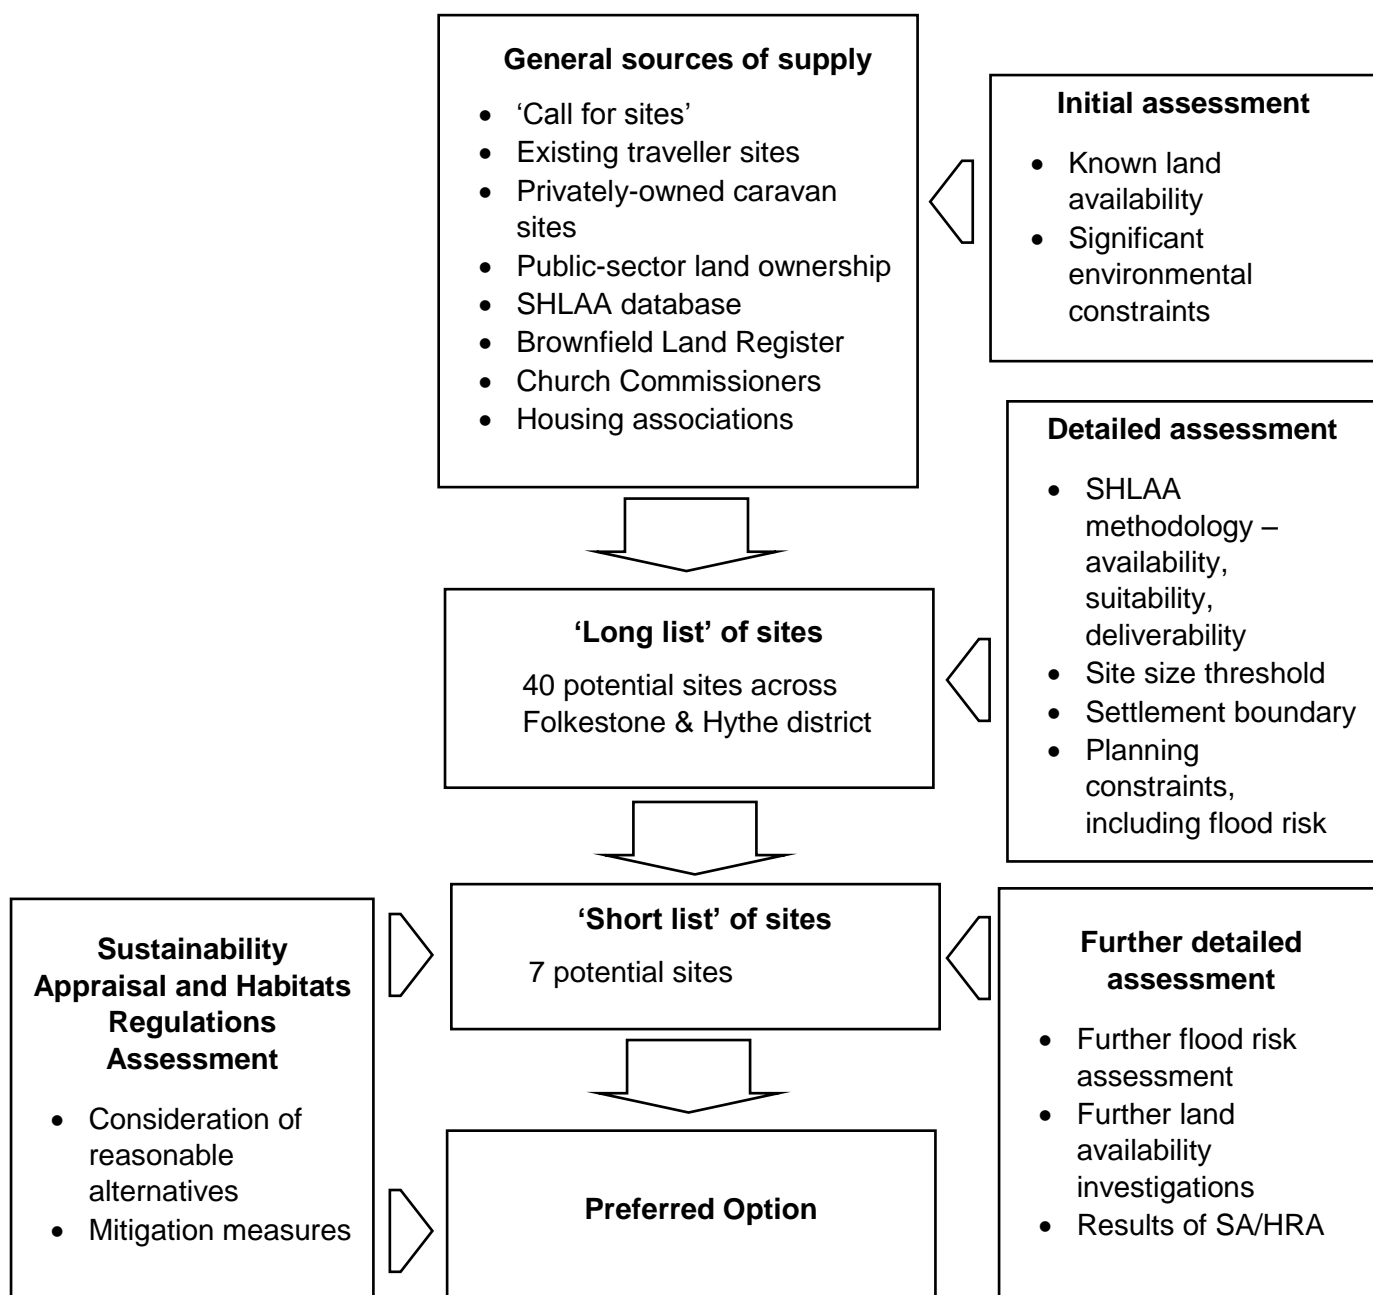 General sources of supply
• ‘Call for sites’
• Existing traveller sites
• Privately-owned caravan
sites
• Public-sector land ownership
• SHLAA database
• Brownfield Land Register
• Church Commissioners
• Housing associations
Initial assessment
• Known land
availability
• Significant
environmental
constraints
Detailed assessment
• SHLAA
methodology –
availability,
suitability,
deliverability
• Site size threshold
• Settlement boundary
• Planning
constraints,
including flood risk
‘Long list’ of sites
40 potential sites across
Folkestone & Hythe district
‘Short list’ of sites
7 potential sites
Sustainability
Appraisal and Habitats
Regulations
Assessment
• Consideration of
reasonable
alternatives
• Mitigation measures
Further detailed
assessment
• Further flood risk
assessment
• Further land
availability
investigations
• Results of SA/HRA
Preferred Option